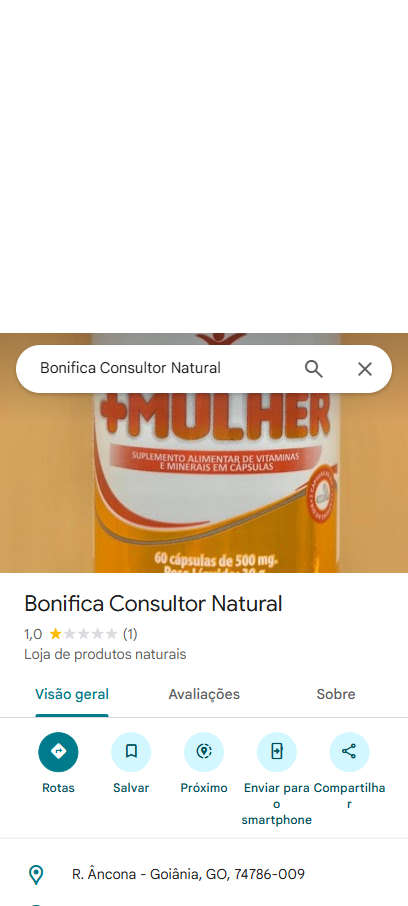 Bonifica Consultor Natural
+MULHER
SUPLEMENTO ALIMENTAR DE VITAMINAS
E MINERAIS EM CÁPSULAS
60 cápsulas de 500 mg.
Peso Líquido: 30 g
Bonifica Consultor Natural
1,0 (1)
Loja de produtos naturais
Visão geral
Avaliações
Sobre
Rotas
Salvar
Próximo
Enviar para
o
smartphone
Compartilha
r
R. Âncona - Goiânia, GO, 74786-009